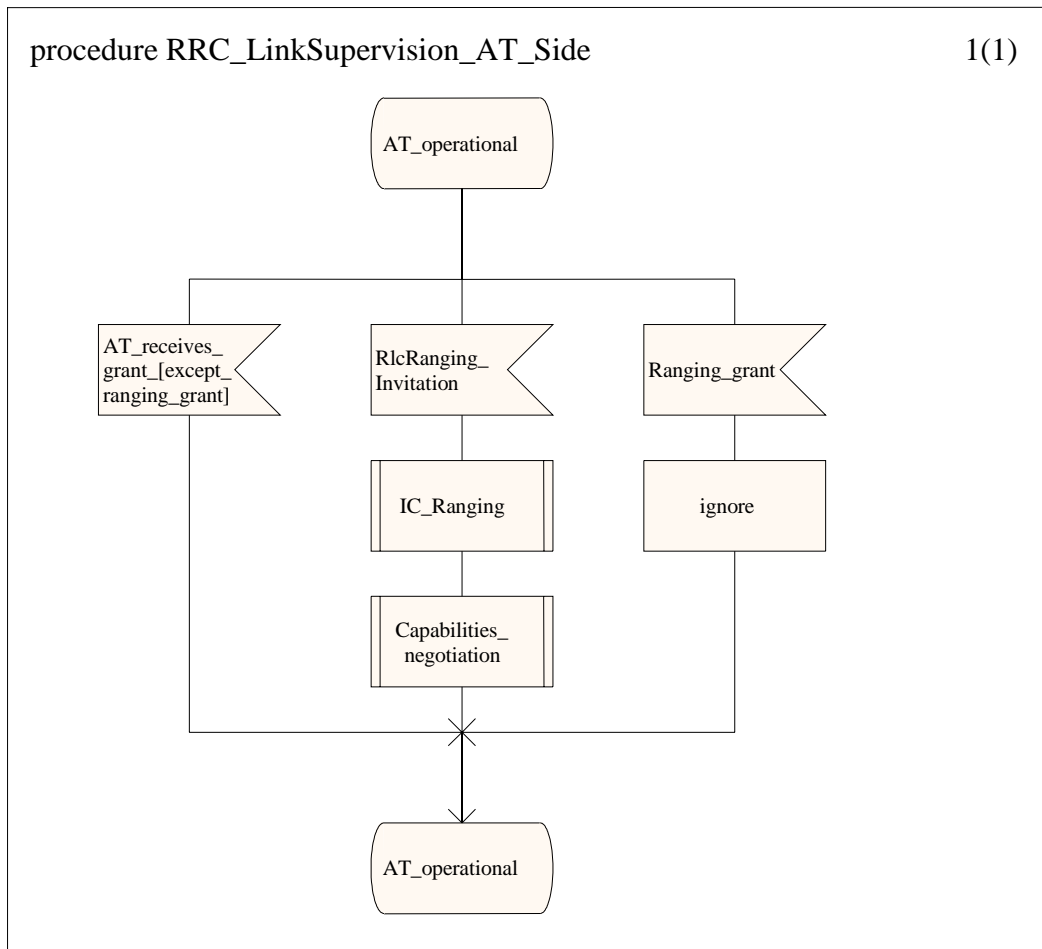 procedure RRC_LinkSupervision_AT_Side
1(1)
AT_operational
AT_receives_
grant_[except_
ranging_grant]
RlcRanging_
Invitation
Ranging_grant
IC_Ranging
ignore
Capabilities_
negotiation
AT_operational